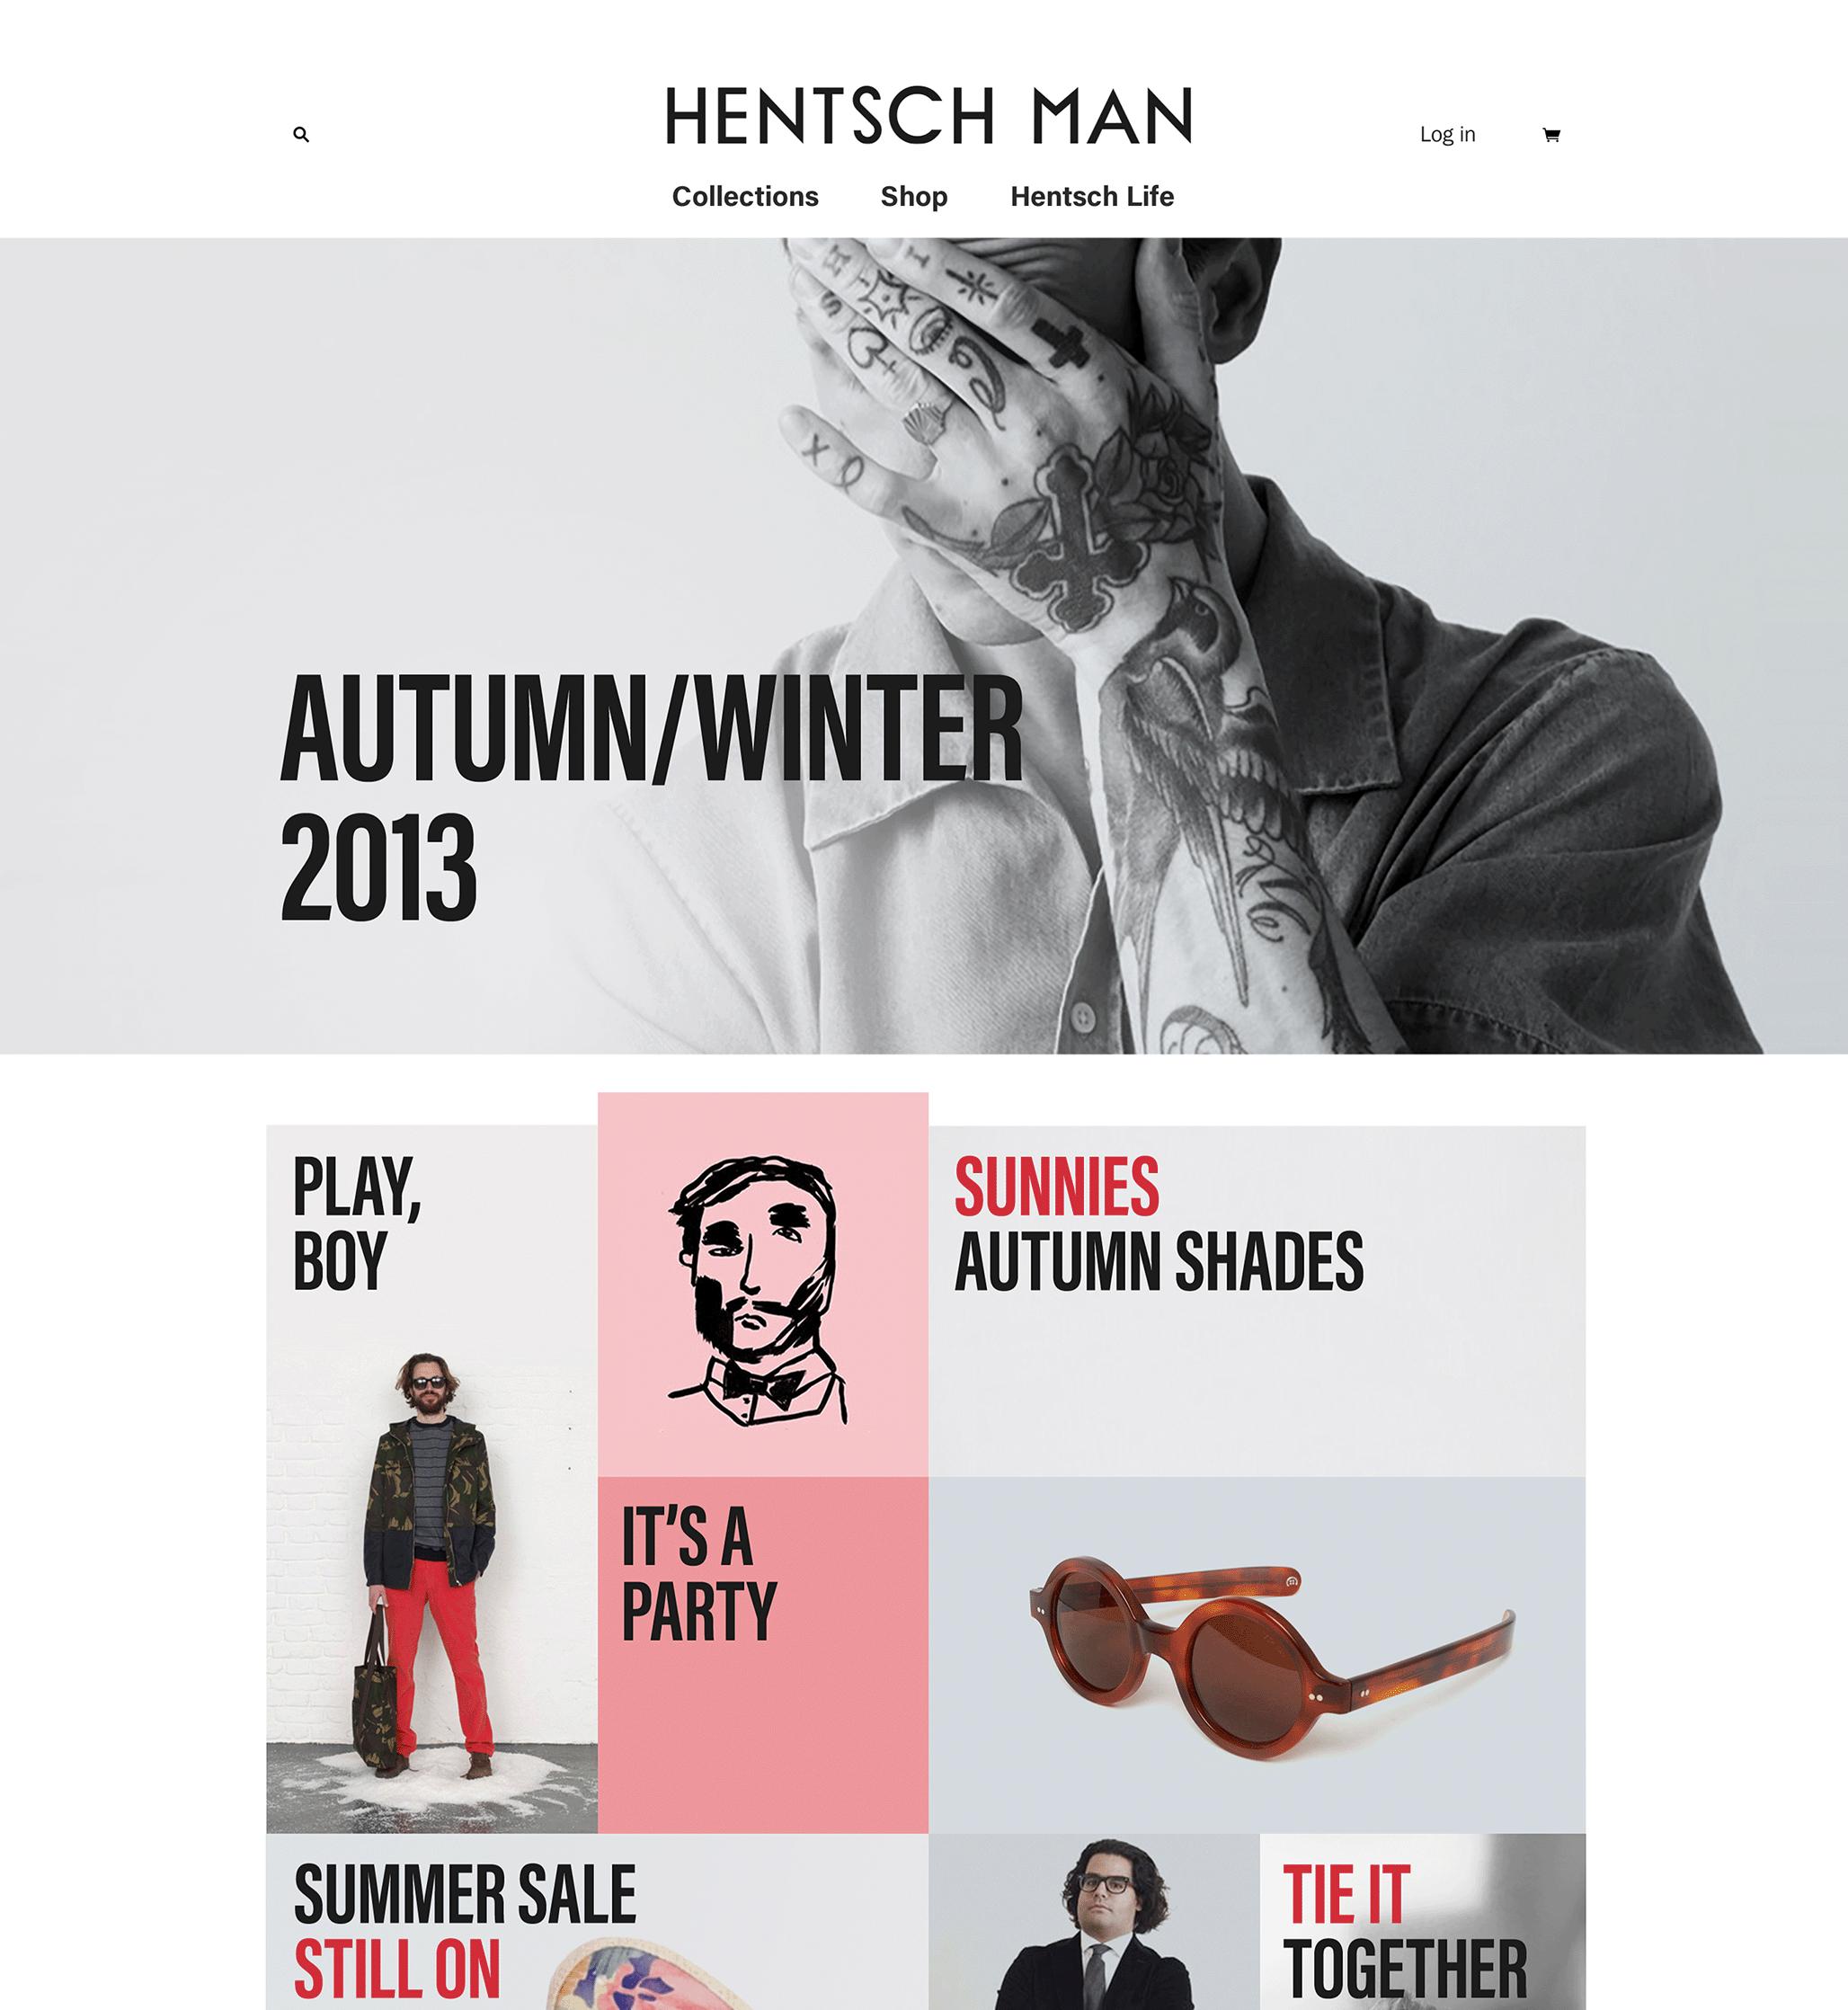 HENTSCH MAN
Log in
Collections
Shop
Hentsch Life
AUTUMN/WINTER
2013
PLAY,
BOY
SUNNIES
AUTUMN SHADES
IT’S A
PARTY
SUMMER SALE
STILL ON
TIE IT
TOGETHER